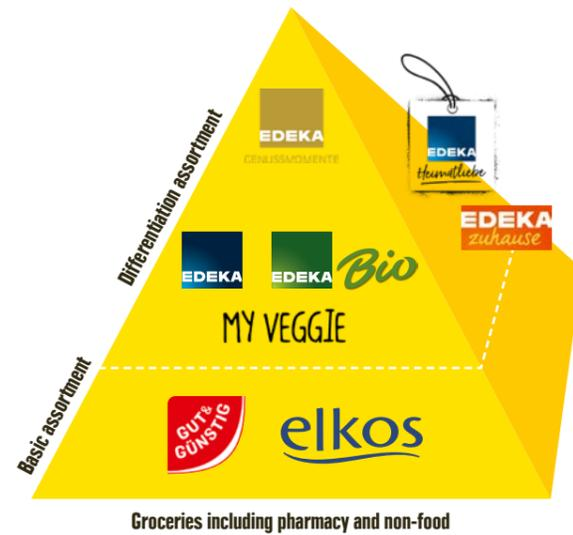 EDEKA
GENUSSMOMENTE
EDEKA
Heimatliebe
EDEKA
zuhause
Differentiation assortment
EDEKA
EDEKA Bio
MY VEGGIE
Basic assortment
GUT&
GÜNSTIG
elkos
Groceries including pharmacy and non-food